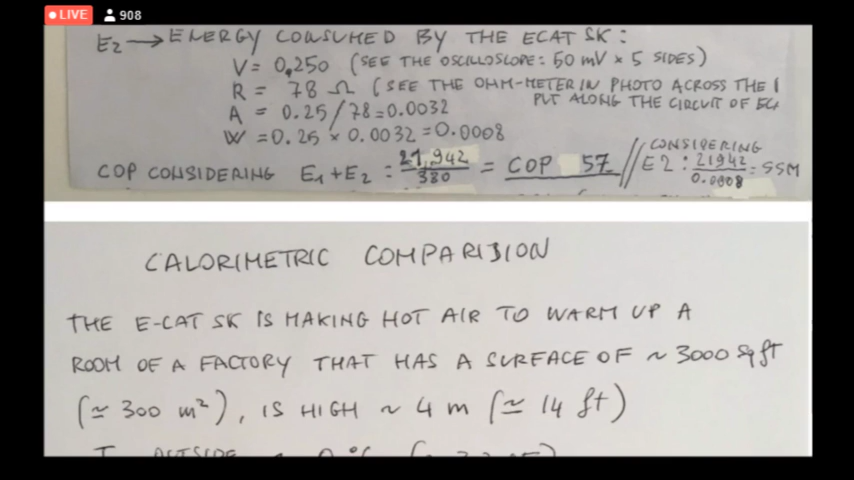 LIVE 908
E2 → ENERGY CONSUMED BY THE ECAT SK:
V = 0,250 (SEE THE OSCILLOSCOPE: 50 mV × 5 SIDES)
R = 78 Ω (SEE THE OHM-METER IN PHOTO ACROSS THE
PUT ALONG THE CIRCUIT OF
A = 0.25/78=0.0032
W = 0.25 × 0.0032=0.0008
COP CONSIDERING E1+E2 : 21,942/380 = COP 57 // CONSIDERING E2: 21942/0.0008 = SSM
CALORIMETRIC COMPARISION
THE E-CAT SK IS MAKING HOT AIR TO WARM UP A
ROOM OF A FACTORY THAT HAS A SURFACE OF ~ 3000 Sq ft
(≃ 300 m²), IS HIGH ~ 4 m (≃ 14 ft)